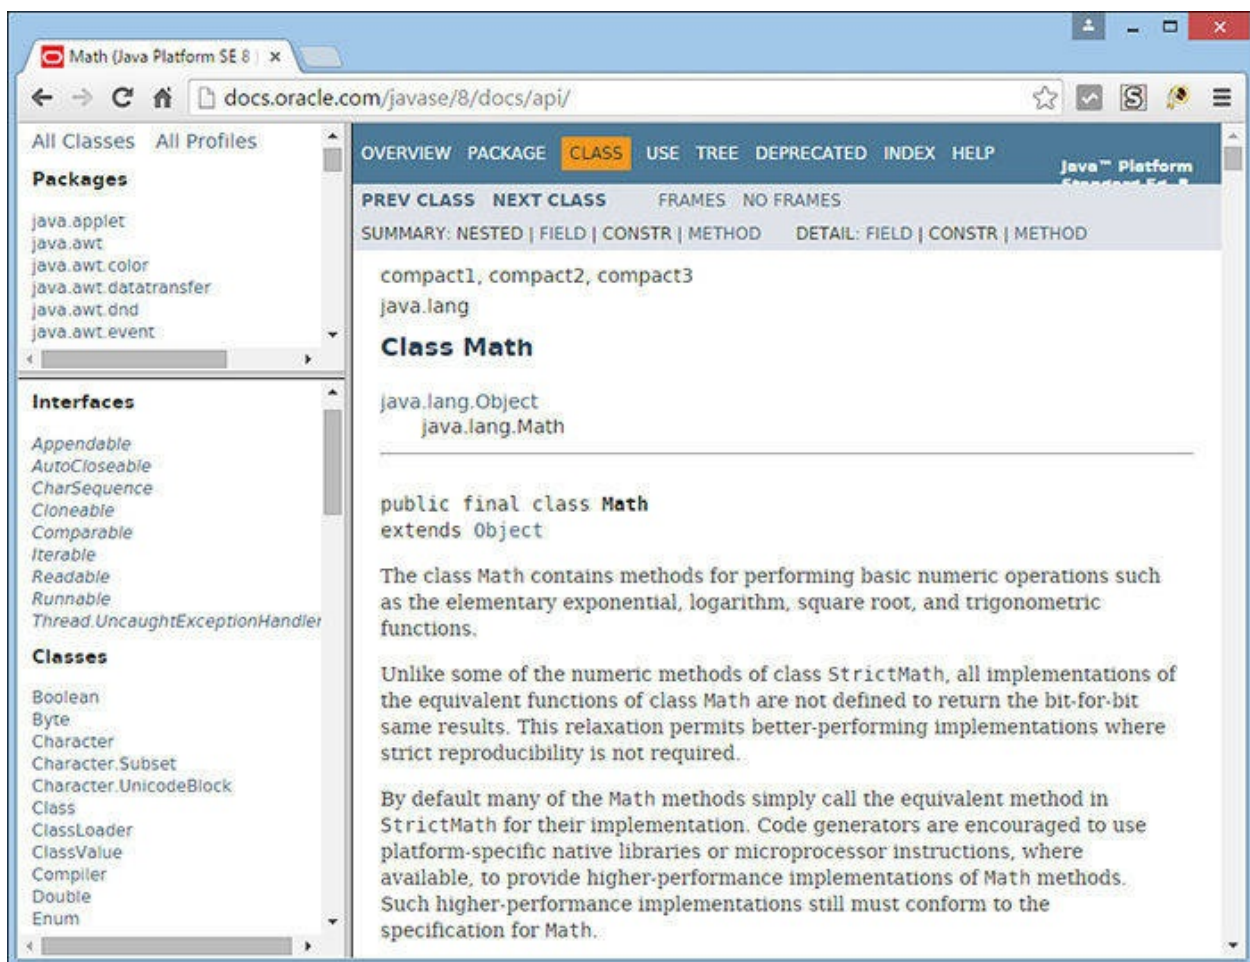 Math (Java Platform SE 8
docs.oracle.com/javase/8/docs/api/
All Classes All Profiles
Packages
java.applet
java.awt
java.awt.color
java.awt.datatransfer
java.awt.dnd
java.awt.event
Interfaces
Appendable
AutoCloseable
CharSequence
Cloneable
Comparable
Iterable
Readable
Runnable
Thread.UncaughtExceptionHandler
Classes
Boolean
Byte
Character
Character.Subset
Character.UnicodeBlock
Class
ClassLoader
ClassValue
Compiler
Double
Enum
OVERVIEW PACKAGE CLASS USE TREE DEPRECATED INDEX HELP
Java™ Platform
PREV CLASS NEXT CLASS FRAMES NO FRAMES
SUMMARY: NESTED | FIELD | CONSTR | METHOD DETAIL: FIELD | CONSTR | METHOD
compact1, compact2, compact3
java.lang
Class Math
java.lang.Object
java.lang.Math
public final class Math
extends Object
The class Math contains methods for performing basic numeric operations such
as the elementary exponential, logarithm, square root, and trigonometric
functions.
Unlike some of the numeric methods of class StrictMath, all implementations of
the equivalent functions of class Math are not defined to return the bit-for-bit
same results. This relaxation permits better-performing implementations where
strict reproducibility is not required.
By default many of the Math methods simply call the equivalent method in
StrictMath for their implementation. Code generators are encouraged to use
platform-specific native libraries or microprocessor instructions, where
available, to provide higher-performance implementations of Math methods.
Such higher-performance implementations still must conform to the
specification for Math.